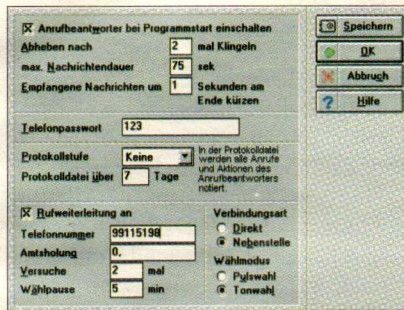 Anrufbeantworter bei Programmstart einschalten
Abheben nach 2 mal Klingeln
max. Nachrichtendauer 75 sek
Empfangene Nachrichten um 1 Sekunden am
Ende kürzen
Telefonpasswort 123
Protokollstufe Keine
Protokolldatei über 7 Tage
In der Protokolldatei
werden alle Anrufe
und Aktionen des
Anrufbeantworters
notiert.
Rufweiterleitung an
Telefonnummer 99115198
Amtsholung 0,
Versuche 2 mal
Wählpause 5 min
Verbindungsart
Direkt
Nebenstelle
Wählmodus
Pulswahl
Tonwahl
Speichern
OK
Abbruch
Hilfe